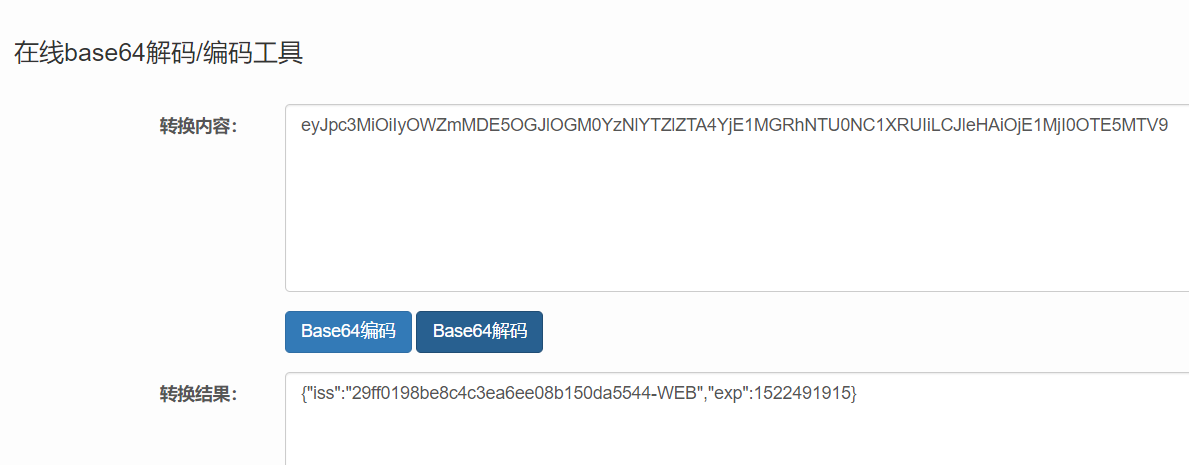 在线base64解码/编码工具
转换内容：
eyJpc3MiOiIyOWZmMDE5OGJlOGM0YzNlYTZlZTA4YjE1MGRhNTU0NC1XRUIiLCJleHAiOjE1MjI0OTE5MTV9
Base64编码 Base64解码
转换结果：
{"iss":"29ff0198be8c4c3ea6ee08b150da5544-WEB","exp":1522491915}